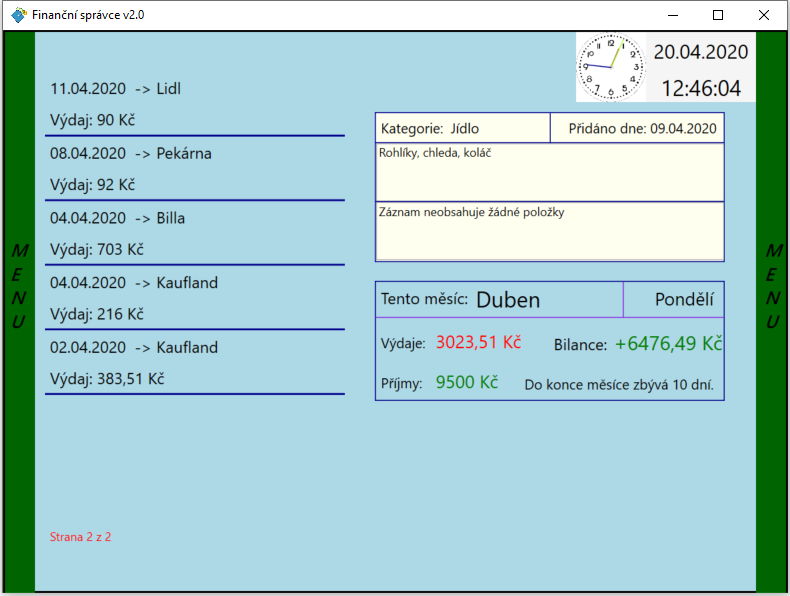 Finanční správce v2.0
20.04.2020
12:46:04
11.04.2020 -> Lidl
Výdaj: 90 Kč
08.04.2020 -> Pekárna
Výdaj: 92 Kč
04.04.2020 -> Billa
Výdaj: 703 Kč
04.04.2020 -> Kaufland
Výdaj: 216 Kč
02.04.2020 -> Kaufland
Výdaj: 383,51 Kč
Strana 2 z 2
Kategorie: Jídlo
Přidáno dne: 09.04.2020
Rohlíky, chleda, koláč
Záznam neobsahuje žádné položky
Tento měsíc: Duben
Pondělí
Výdaje: 3023,51 Kč
Bilance: +6476,49 Kč
Příjmy: 9500 Kč
Do konce měsíce zbývá 10 dní.
MENU
MENU
12
1
2
3
4
5
6
7
8
9
10
11